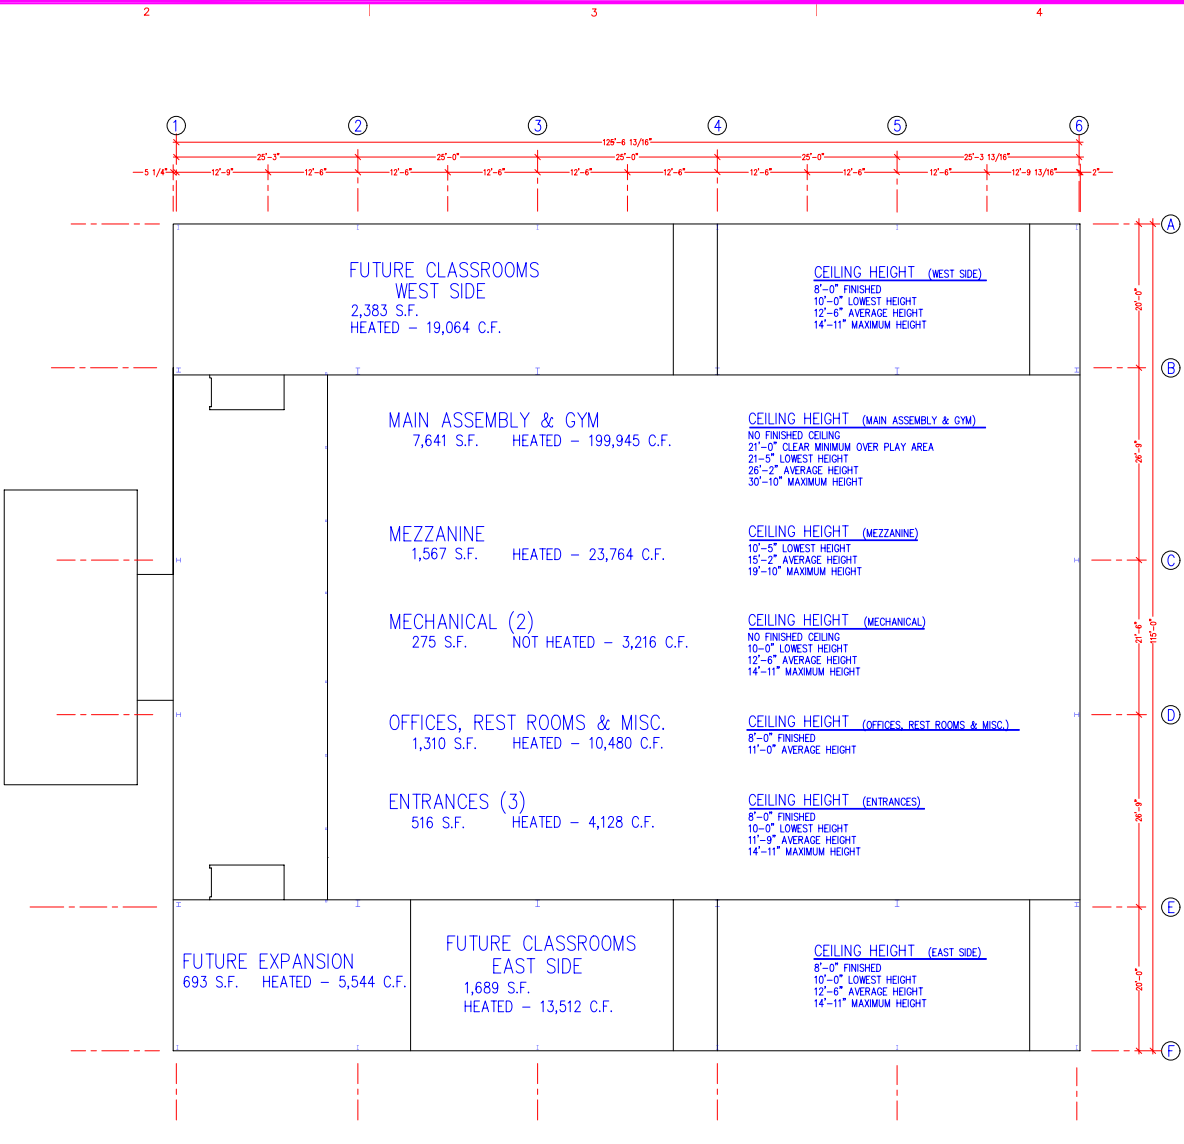 2 3 4
1 2 3 4 5 6
125'-6 13/16"
25'-3" 25'-0" 25'-0" 25'-0" 25'-3 13/16"
5 1/4" 12'-9" 12'-6" 12'-6" 12'-6" 12'-6" 12'-6" 12'-6" 12'-6" 12'-6" 12'-9 13/16" 2"
A
FUTURE CLASSROOMS
WEST SIDE
2,383 S.F.
HEATED - 19,064 C.F.
CEILING HEIGHT (WEST SIDE)
8'-0" FINISHED
10'-0" LOWEST HEIGHT
12'-6" AVERAGE HEIGHT
14'-11" MAXIMUM HEIGHT
20'-0"
B
MAIN ASSEMBLY & GYM
7,641 S.F. HEATED - 199,945 C.F.
CEILING HEIGHT (MAIN ASSEMBLY & GYM)
NO FINISHED CEILING
21'-0" CLEAR MINIMUM OVER PLAY AREA
21-5" LOWEST HEIGHT
26'-2" AVERAGE HEIGHT
30'-10" MAXIMUM HEIGHT
26'-9"
MEZZANINE
1,567 S.F. HEATED - 23,764 C.F.
CEILING HEIGHT (MEZZANINE)
10'-5" LOWEST HEIGHT
15'-2" AVERAGE HEIGHT
19'-10" MAXIMUM HEIGHT
C
MECHANICAL (2)
275 S.F. NOT HEATED - 3,216 C.F.
CEILING HEIGHT (MECHANICAL)
NO FINISHED CEILING
10-0" LOWEST HEIGHT
12'-6" AVERAGE HEIGHT
14'-11" MAXIMUM HEIGHT
21'-6"
115'-0"
D
OFFICES, REST ROOMS & MISC.
1,310 S.F. HEATED - 10,480 C.F.
CEILING HEIGHT (OFFICES, REST ROOMS & MISC.)
8'-0" FINISHED
11'-0" AVERAGE HEIGHT
ENTRANCES (3)
516 S.F. HEATED - 4,128 C.F.
CEILING HEIGHT (ENTRANCES)
8'-0" FINISHED
10-0" LOWEST HEIGHT
11'-9" AVERAGE HEIGHT
14'-11" MAXIMUM HEIGHT
26'-9"
E
FUTURE EXPANSION
693 S.F. HEATED - 5,544 C.F.
FUTURE CLASSROOMS
EAST SIDE
1,689 S.F.
HEATED - 13,512 C.F.
CEILING HEIGHT (EAST SIDE)
8'-0" FINISHED
10'-0" LOWEST HEIGHT
12'-6" AVERAGE HEIGHT
14'-11" MAXIMUM HEIGHT
20'-0"
F